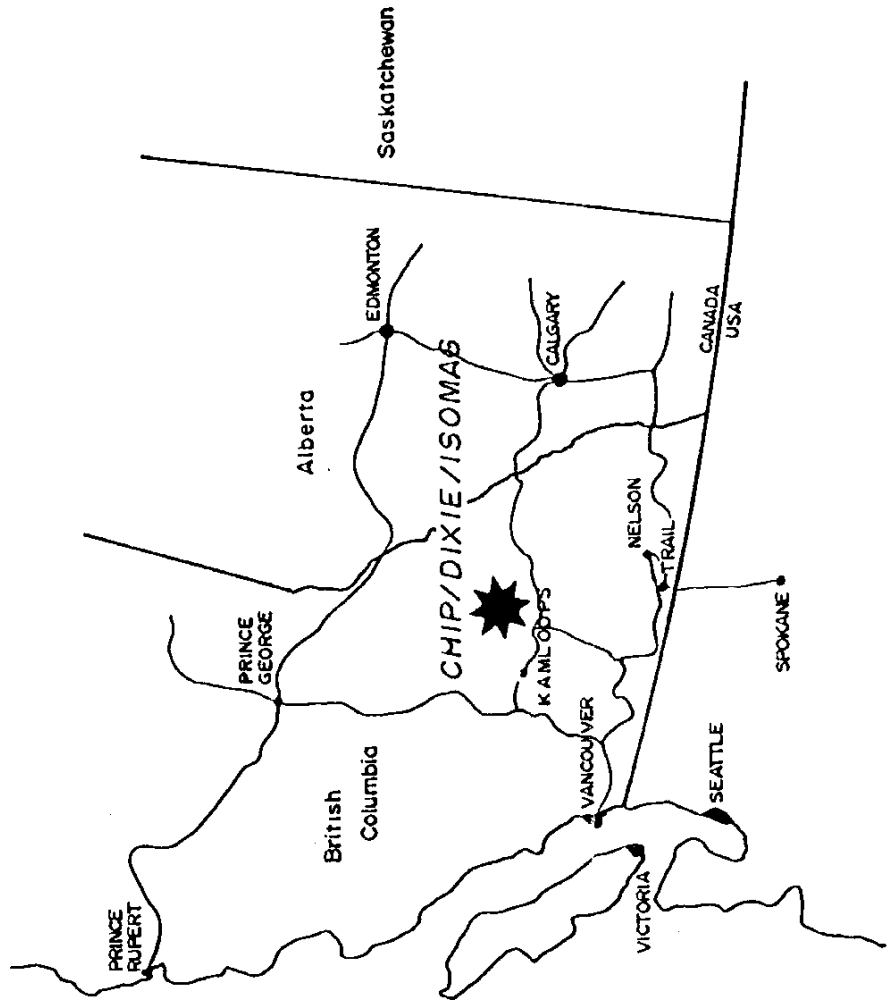 PRINCE
RUPERT
British
Columbia
PRINCE
GEORGE
Alberta
EDMONTON
Saskatchewan
CHIP/DIXIE/ISOMAG
KAMLOOPS
CALGARY
VICTORIA
VANCOUVER
NELSON
TRAIL
CANADA
USA
SEATTLE
SPOKANE